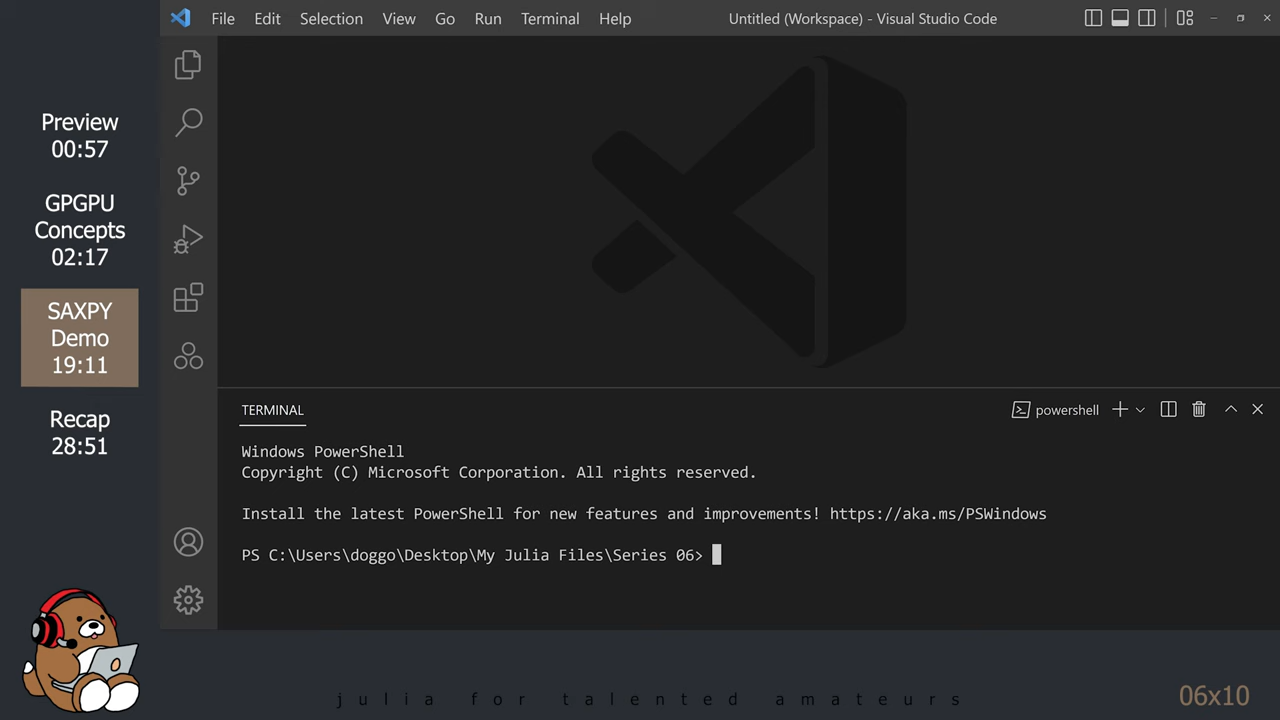 File Edit Selection View Go Run Terminal Help Untitled (Workspace) - Visual Studio Code
Preview
00:57
GPGPU
Concepts
02:17
SAXPY
Demo
19:11
Recap
28:51
TERMINAL
powershell
Windows PowerShell
Copyright (C) Microsoft Corporation. All rights reserved.
Install the latest PowerShell for new features and improvements! https://aka.ms/PSWindows
PS C:\Users\doggo\Desktop\My Julia Files\Series 06>
julia for talented amateurs
06x10